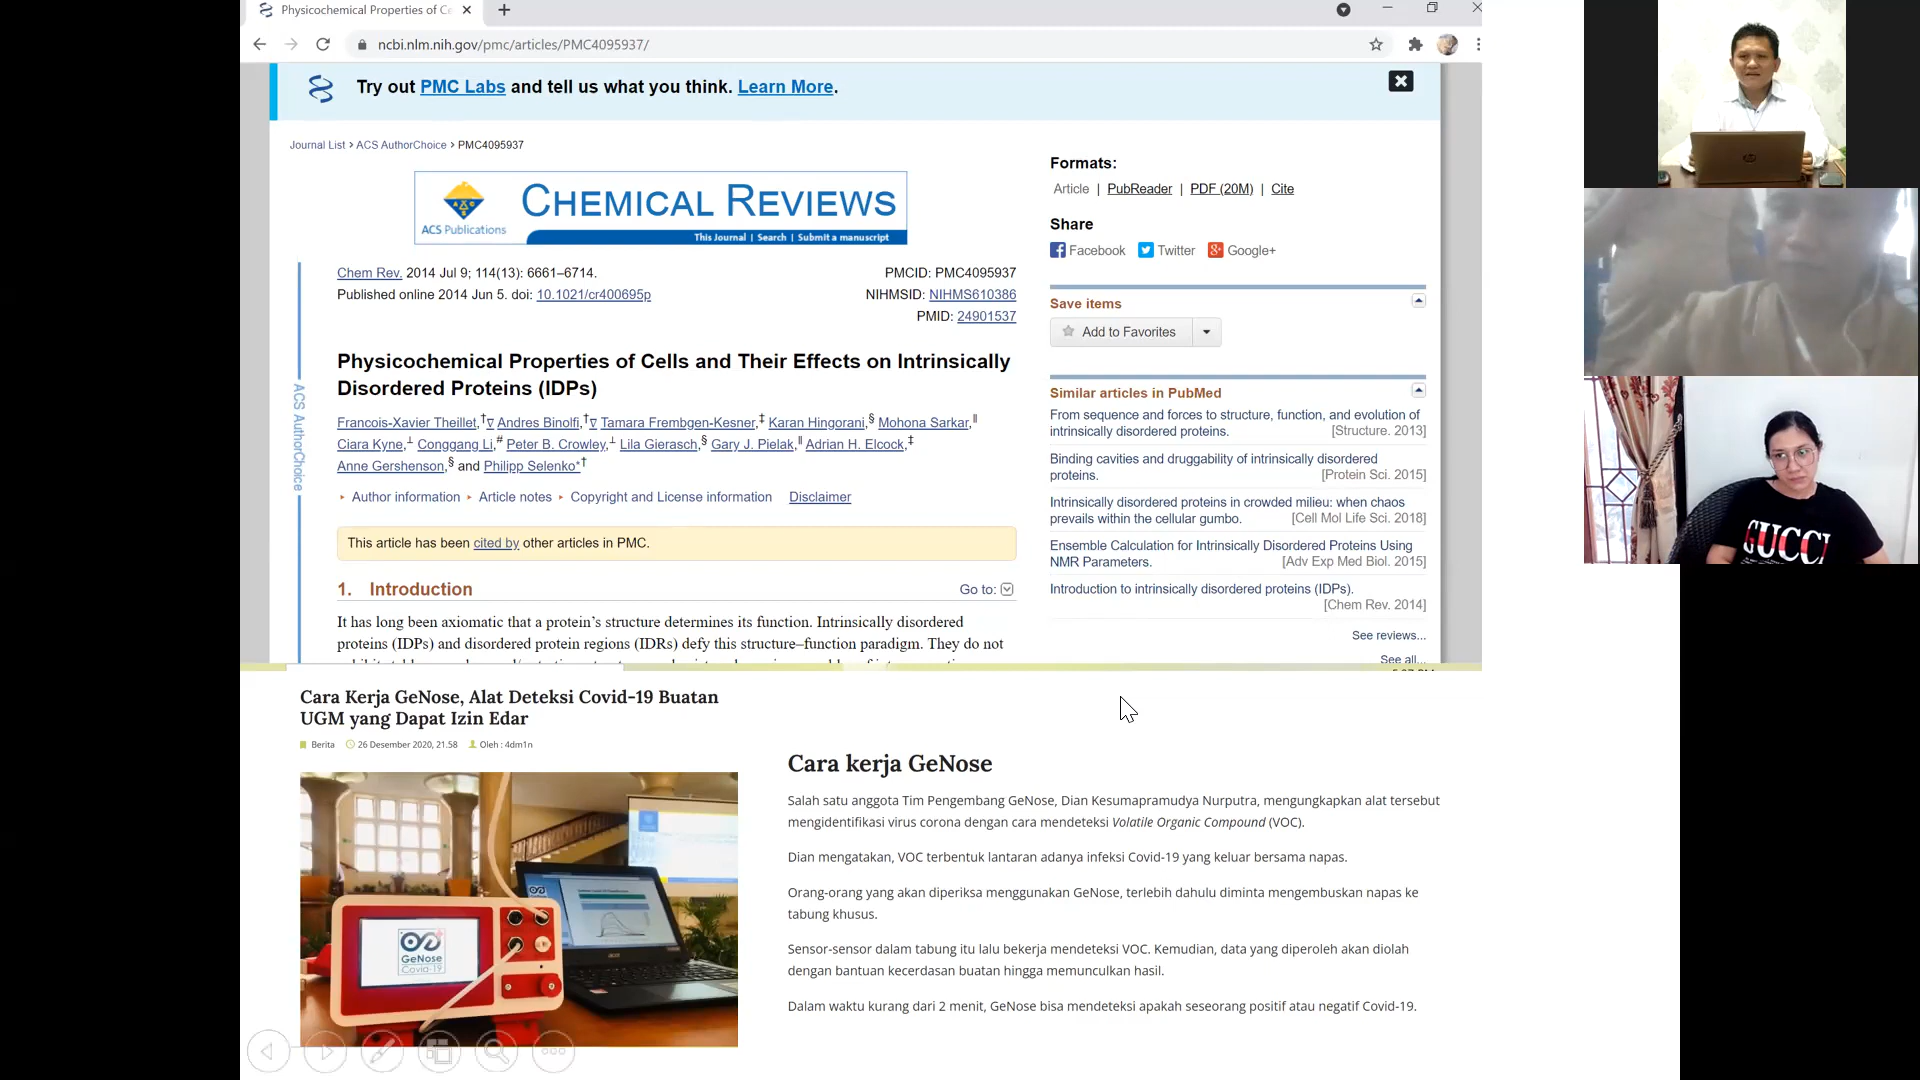 Physicochemical Properties of Ce
ncbi.nlm.nih.gov/pmc/articles/PMC4095937/
Try out PMC Labs and tell us what you think. Learn More.
Journal List > ACS AuthorChoice > PMC4095937
ACS Publications
CHEMICAL REVIEWS
This Journal | Search | Submit a manuscript
Chem Rev. 2014 Jul 9; 114(13): 6661–6714.
Published online 2014 Jun 5. doi: 10.1021/cr400695p
PMCID: PMC4095937
NIHMSID: NIHMS610386
PMID: 24901537
ACS AuthorChoice
Physicochemical Properties of Cells and Their Effects on Intrinsically
Disordered Proteins (IDPs)
Francois-Xavier Theillet,†∇ Andres Binolfi,†∇ Tamara Frembgen-Kesner,‡ Karan Hingorani,§ Mohona Sarkar,∥
Ciara Kyne,⊥ Conggang Li,# Peter B. Crowley,⊥ Lila Gierasch,§ Gary J. Pielak,∥ Adrian H. Elcock,‡
Anne Gershenson,§ and Philipp Selenko*†
Author information Article notes Copyright and License information Disclaimer
This article has been cited by other articles in PMC.
1. Introduction
Go to:
It has long been axiomatic that a protein’s structure determines its function. Intrinsically disordered
proteins (IDPs) and disordered protein regions (IDRs) defy this structure–function paradigm. They do not
Formats:
Article | PubReader | PDF (20M) | Cite
Share
Facebook Twitter Google+
Save items
Add to Favorites
Similar articles in PubMed
From sequence and forces to structure, function, and evolution of
intrinsically disordered proteins. [Structure. 2013]
Binding cavities and druggability of intrinsically disordered
proteins. [Protein Sci. 2015]
Intrinsically disordered proteins in crowded milieu: when chaos
prevails within the cellular gumbo. [Cell Mol Life Sci. 2018]
Ensemble Calculation for Intrinsically Disordered Proteins Using
NMR Parameters. [Adv Exp Med Biol. 2015]
Introduction to intrinsically disordered proteins (IDPs).
[Chem Rev. 2014]
See reviews...
See all...
Cara Kerja GeNose, Alat Deteksi Covid-19 Buatan
UGM yang Dapat Izin Edar
Berita 26 Desember 2020, 21.58 Oleh : 4dm1n
GeNose
Covid-19
acer
Cara kerja GeNose
Salah satu anggota Tim Pengembang GeNose, Dian Kesumapramudya Nurputra, mengungkapkan alat tersebut
mengidentifikasi virus corona dengan cara mendeteksi Volatile Organic Compound (VOC).
Dian mengatakan, VOC terbentuk lantaran adanya infeksi Covid-19 yang keluar bersama napas.
Orang-orang yang akan diperiksa menggunakan GeNose, terlebih dahulu diminta mengembuskan napas ke
tabung khusus.
Sensor-sensor dalam tabung itu lalu bekerja mendeteksi VOC. Kemudian, data yang diperoleh akan diolah
dengan bantuan kecerdasan buatan hingga memunculkan hasil.
Dalam waktu kurang dari 2 menit, GeNose bisa mendeteksi apakah seseorang positif atau negatif Covid-19.
hp
GUCCI